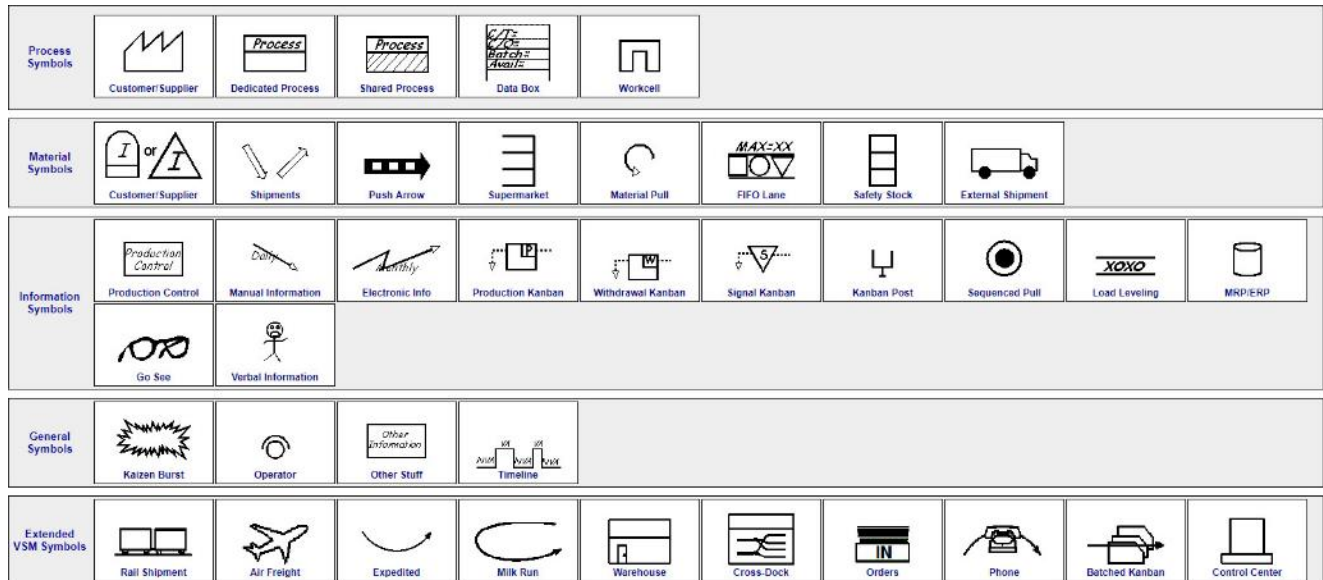 Process
Symbols
Process
Process
C/T=
C/O=
Batch=
Avail=
Customer/Supplier
Dedicated Process
Shared Process
Data Box
Workcell
Material
Symbols
I or I
MAX=XX
Customer/Supplier
Shipments
Push Arrow
Supermarket
Material Pull
FIFO Lane
Safety Stock
External Shipment
Information
Symbols
Production
Control
Daily
Monthly
P
W
S
XOXO
Production Control
Manual Information
Electronic Info
Production Kanban
Withdrawal Kanban
Signal Kanban
Kanban Post
Sequenced Pull
Load Leveling
MRP/ERP
Go See
Verbal Information
General
Symbols
Other
Information
VA VA
NVA NVA NVA
Kaizen Burst
Operator
Other Stuff
Timeline
Extended
VSM Symbols
IN
Rail Shipment
Air Freight
Expedited
Milk Run
Warehouse
Cross-Dock
Orders
Phone
Batched Kanban
Control Center